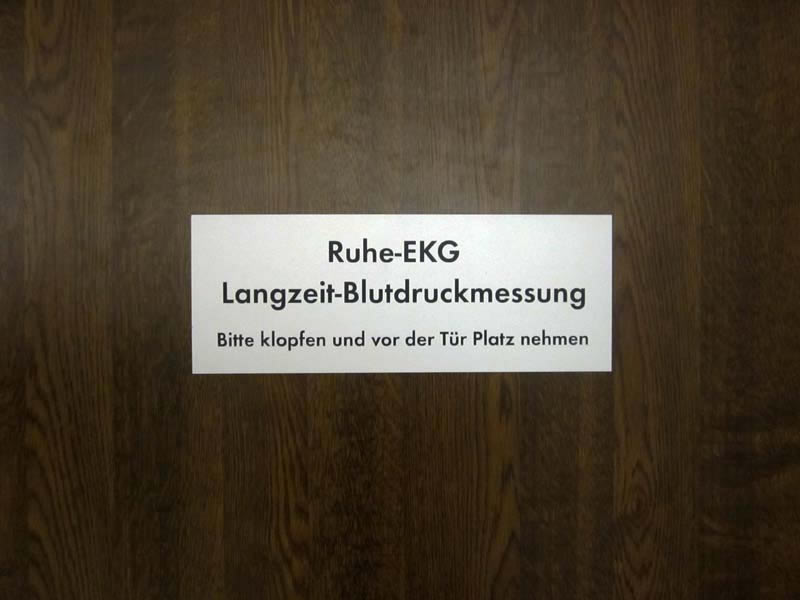 Ruhe-EKG
Langzeit-Blutdruckmessung
Bitte klopfen und vor der Tür Platz nehmen